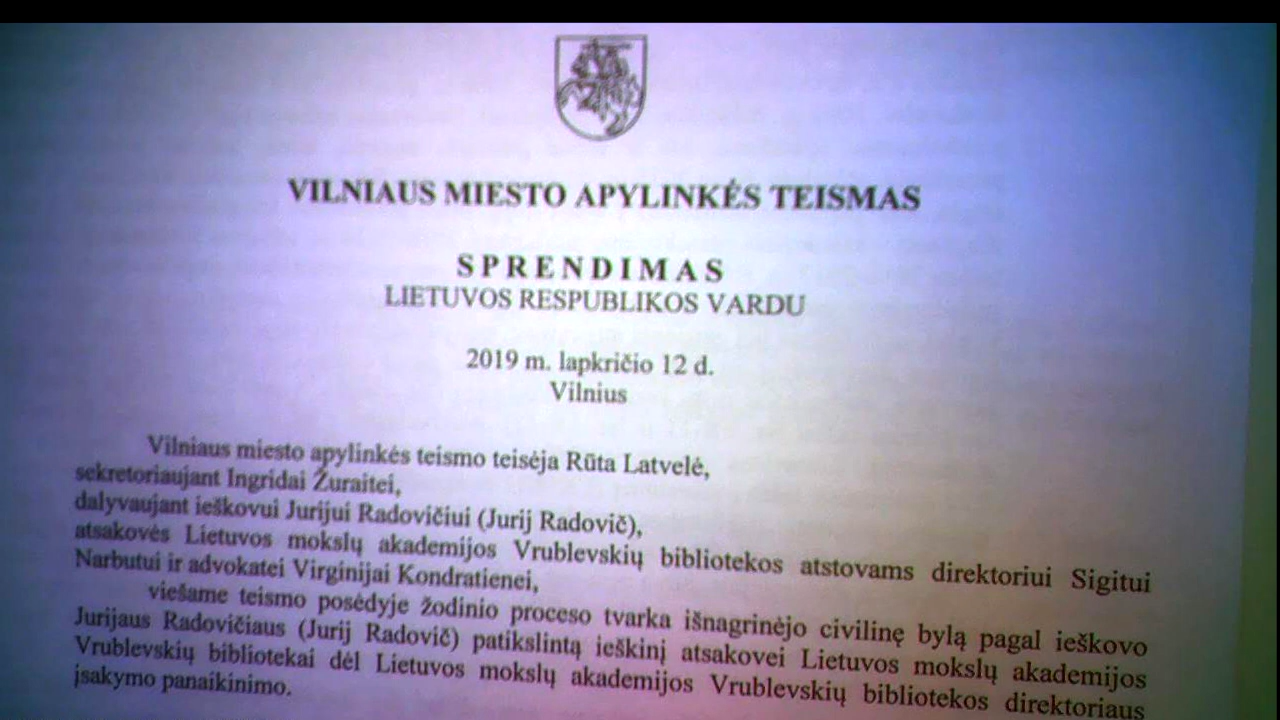 VILNIAUS MIESTO APYLINKĖS TEISMAS
SPRENDIMAS
LIETUVOS RESPUBLIKOS VARDU
2019 m. lapkričio 12 d.
Vilnius
Vilniaus miesto apylinkės teismo teisėja Rūta Latvelė,
sekretoriaujant Ingridai Žuraitei,
dalyvaujant ieškovui Jurijui Radovičiui (Jurij Radovič),
atsakovės Lietuvos mokslų akademijos Vrublevskių bibliotekos atstovams direktoriui Sigitui
Narbutui ir advokatei Virginijai Kondratienei,
viešame teismo posėdyje žodinio proceso tvarka išnagrinėjo civilinę bylą pagal ieškovo
Jurijaus Radovičiaus (Jurij Radovič) patikslintą ieškinį atsakovei Lietuvos mokslų akademijos
Vrublevskių bibliotekai dėl Lietuvos mokslų akademijos Vrublevskių bibliotekos direktoriaus
įsakymo panaikinimo.